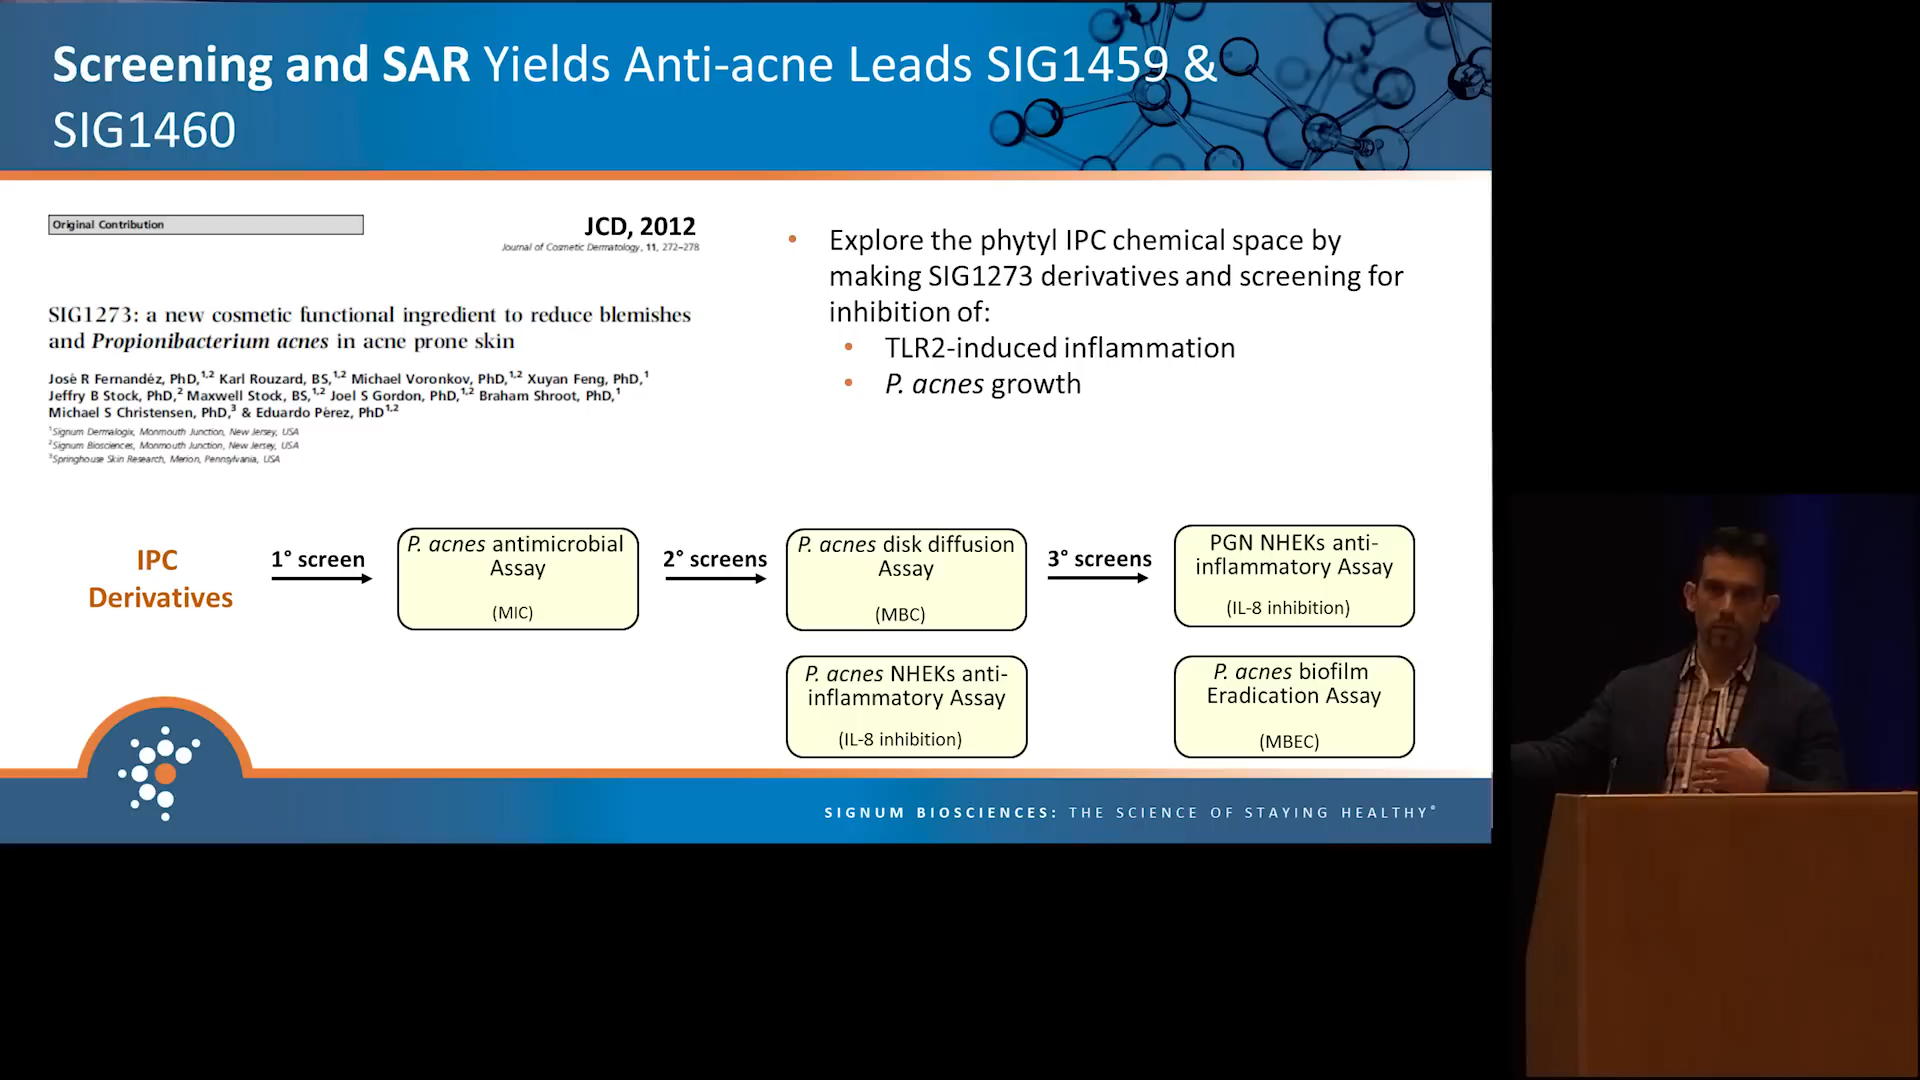 Screening and SAR Yields Anti-acne Leads SIG1459 &
SIG1460
Original Contribution
JCD, 2012
Journal of Cosmetic Dermatology, 11, 272–278
SIG1273: a new cosmetic functional ingredient to reduce blemishes
and Propionibacterium acnes in acne prone skin
José R Fernandéz, PhD,1,2 Karl Rouzard, BS,1,2 Michael Voronkov, PhD,1,2 Xuyan Feng, PhD,1
Jeffry B Stock, PhD,2 Maxwell Stock, BS,1,2 Joel S Gordon, PhD,1,2 Braham Shroot, PhD,1
Michael S Christensen, PhD,3 & Eduardo Pèrez, PhD1,2
1Signum Dermalogix, Monmouth Junction, New Jersey, USA
2Signum Biosciences, Monmouth Junction, New Jersey, USA
3Springhouse Skin Research, Merion, Pennsylvania, USA
• Explore the phytyl IPC chemical space by
making SIG1273 derivatives and screening for
inhibition of:
• TLR2-induced inflammation
• P. acnes growth
IPC
Derivatives
1° screen
P. acnes antimicrobial
Assay
(MIC)
2° screens
P. acnes disk diffusion
Assay
(MBC)
P. acnes NHEKs anti-
inflammatory Assay
(IL-8 inhibition)
3° screens
PGN NHEKs anti-
inflammatory Assay
(IL-8 inhibition)
P. acnes biofilm
Eradication Assay
(MBEC)
SIGNUM BIOSCIENCES: THE SCIENCE OF STAYING HEALTHY®